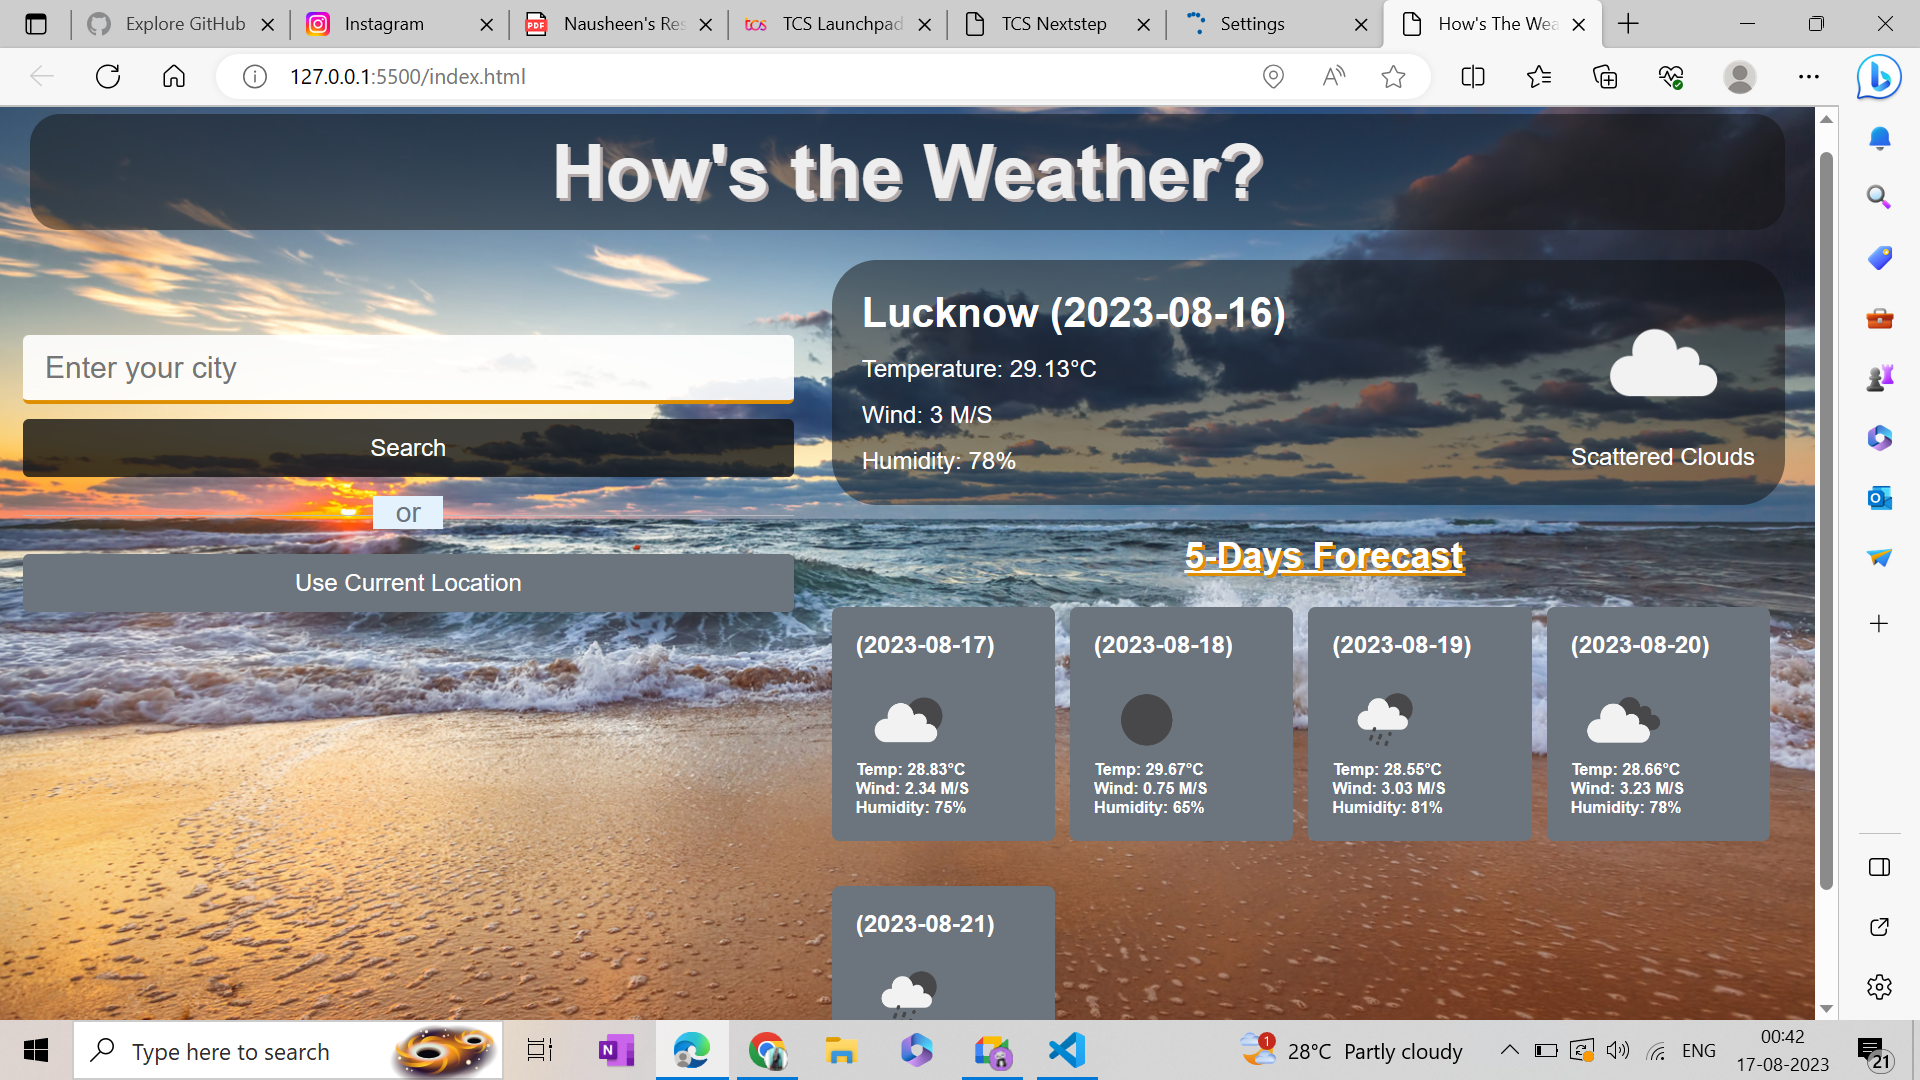 Explore GitHub
Instagram
Nausheen's Res
TCS Launchpad
TCS Nextstep
Settings
How's The Wea
127.0.0.1:5500/index.html
How's the Weather?
Enter your city
Search
or
Use Current Location
Lucknow (2023-08-16)
Temperature: 29.13°C
Wind: 3 M/S
Humidity: 78%
Scattered Clouds
5-Days Forecast
(2023-08-17)
Temp: 28.83°C
Wind: 2.34 M/S
Humidity: 75%
(2023-08-18)
Temp: 29.67°C
Wind: 0.75 M/S
Humidity: 65%
(2023-08-19)
Temp: 28.55°C
Wind: 3.03 M/S
Humidity: 81%
(2023-08-20)
Temp: 28.66°C
Wind: 3.23 M/S
Humidity: 78%
(2023-08-21)
Type here to search
1
28°C Partly cloudy
ENG
00:42
17-08-2023
21